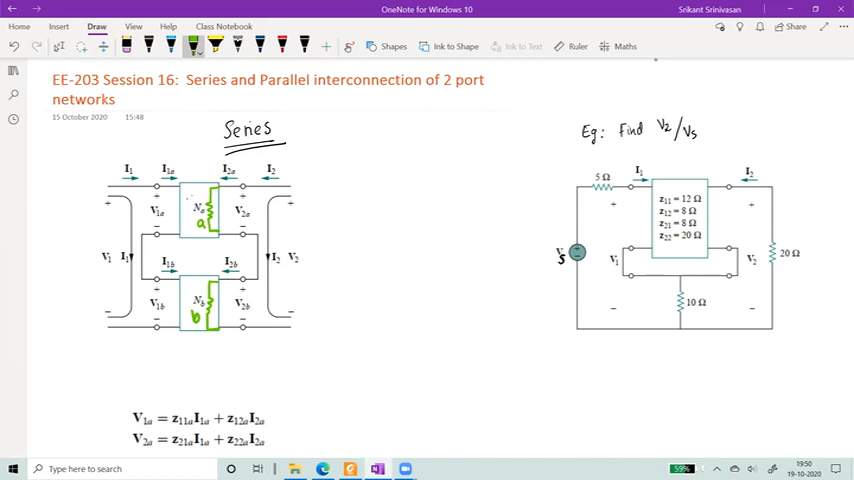 OneNote for Windows 10
Srikant Srinivasan
Home Insert Draw View Help Class Notebook
Share
Shapes Ink to Shape Ink to Text Ruler Maths
EE-203 Session 16: Series and Parallel interconnection of 2 port
networks
15 October 2020 15:48
Series
Eg: Find V2/Vs
I1 I1a I2a I2
+ + + +
V1a Na V2a
a
− −
V1 I1 I1b I2b I2 V2
+ +
V1b Nb V2b
b
− − − −
5 Ω I1 I2
z11 = 12 Ω
z12 = 8 Ω
z21 = 8 Ω
z22 = 20 Ω
+ +
Vs V1 V2 20 Ω
10 Ω
− −
V1a = z11aI1a + z12aI2a
V2a = z21aI1a + z22aI2a
Type here to search
59%
19:50
19-10-2020